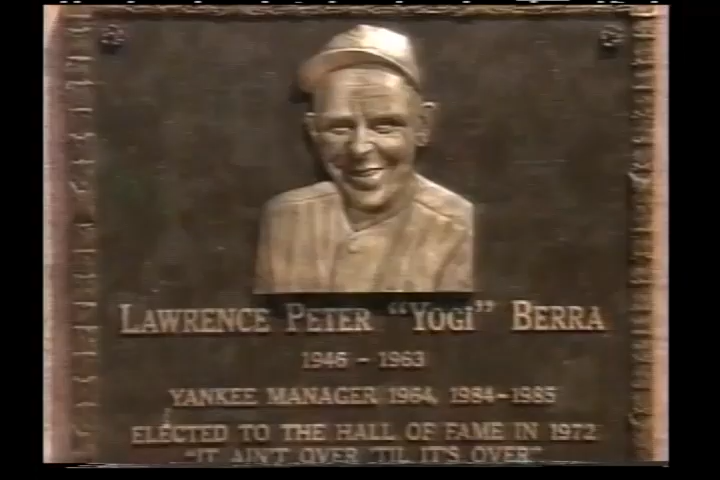 LAWRENCE PETER "YOGI" BERRA
1946 - 1963
YANKEE MANAGER 1964, 1984-1985
ELECTED TO THE HALL OF FAME IN 1972
"IT AIN'T OVER 'TIL IT'S OVER"